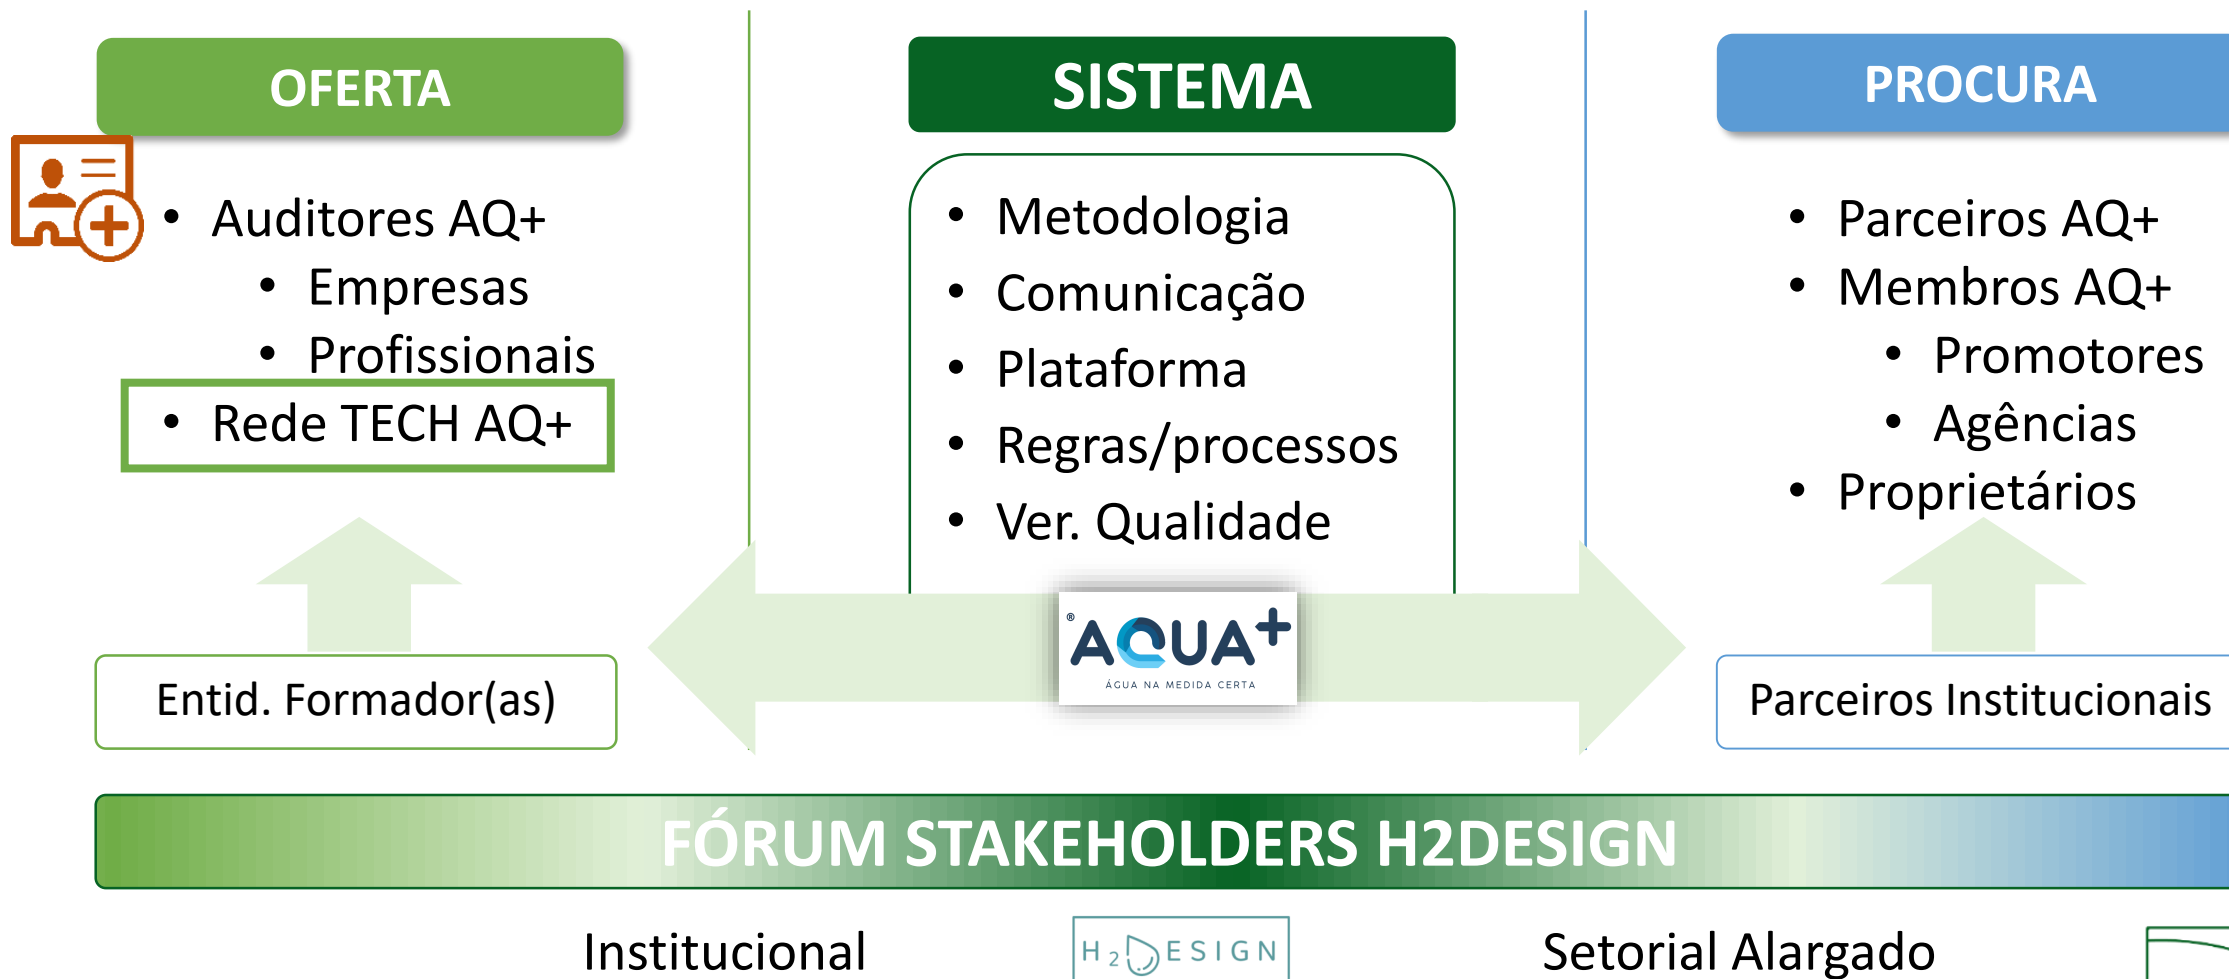 OFERTA
• Auditores AQ+
• Empresas
• Profissionais
• Rede TECH AQ+
Entid. Formador(as)
SISTEMA
• Metodologia
• Comunicação
• Plataforma
• Regras/processos
• Ver. Qualidade
®AQUA+
ÁGUA NA MEDIDA CERTA
PROCURA
• Parceiros AQ+
• Membros AQ+
• Promotores
• Agências
• Proprietários
Parceiros Institucionais
FÓRUM STAKEHOLDERS H2DESIGN
Institucional
H2DESIGN
Setorial Alargado